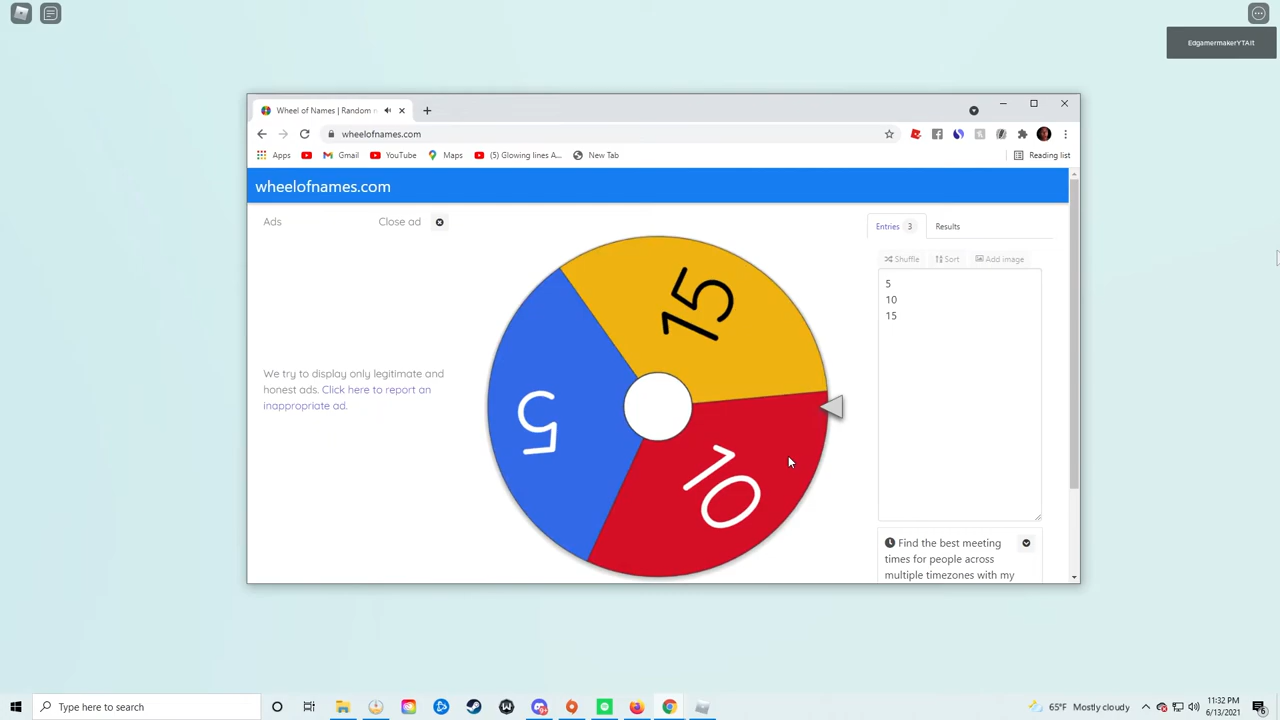 EdgamermakerYTAlt
Wheel of Names | Random n
wheelofnames.com
Apps
Gmail
YouTube
Maps
(5) Glowing lines A...
New Tab
Reading list
wheelofnames.com
Ads
Close ad
Entries 3
Results
Shuffle
Sort
Add image
5
10
15
15
5
10
We try to display only legitimate and
honest ads. Click here to report an
inappropriate ad.
Find the best meeting
times for people across
multiple timezones with my
Type here to search
65°F Mostly cloudy
11:32 PM
6/13/2021
6